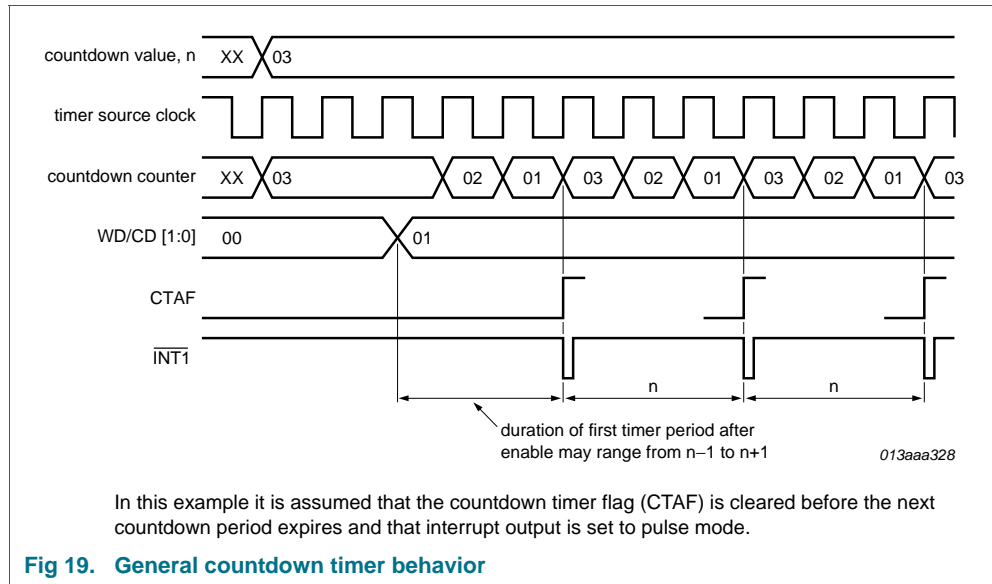 countdown value, n XX 03
timer source clock
countdown counter XX 03 02 01 03 02 01 03 02 01 03
WD/CD [1:0] 00 01
CTAF
INT1
n n
duration of first timer period after
enable may range from n−1 to n+1
013aaa328
In this example it is assumed that the countdown timer flag (CTAF) is cleared before the next
countdown period expires and that interrupt output is set to pulse mode.
Fig 19. General countdown timer behavior